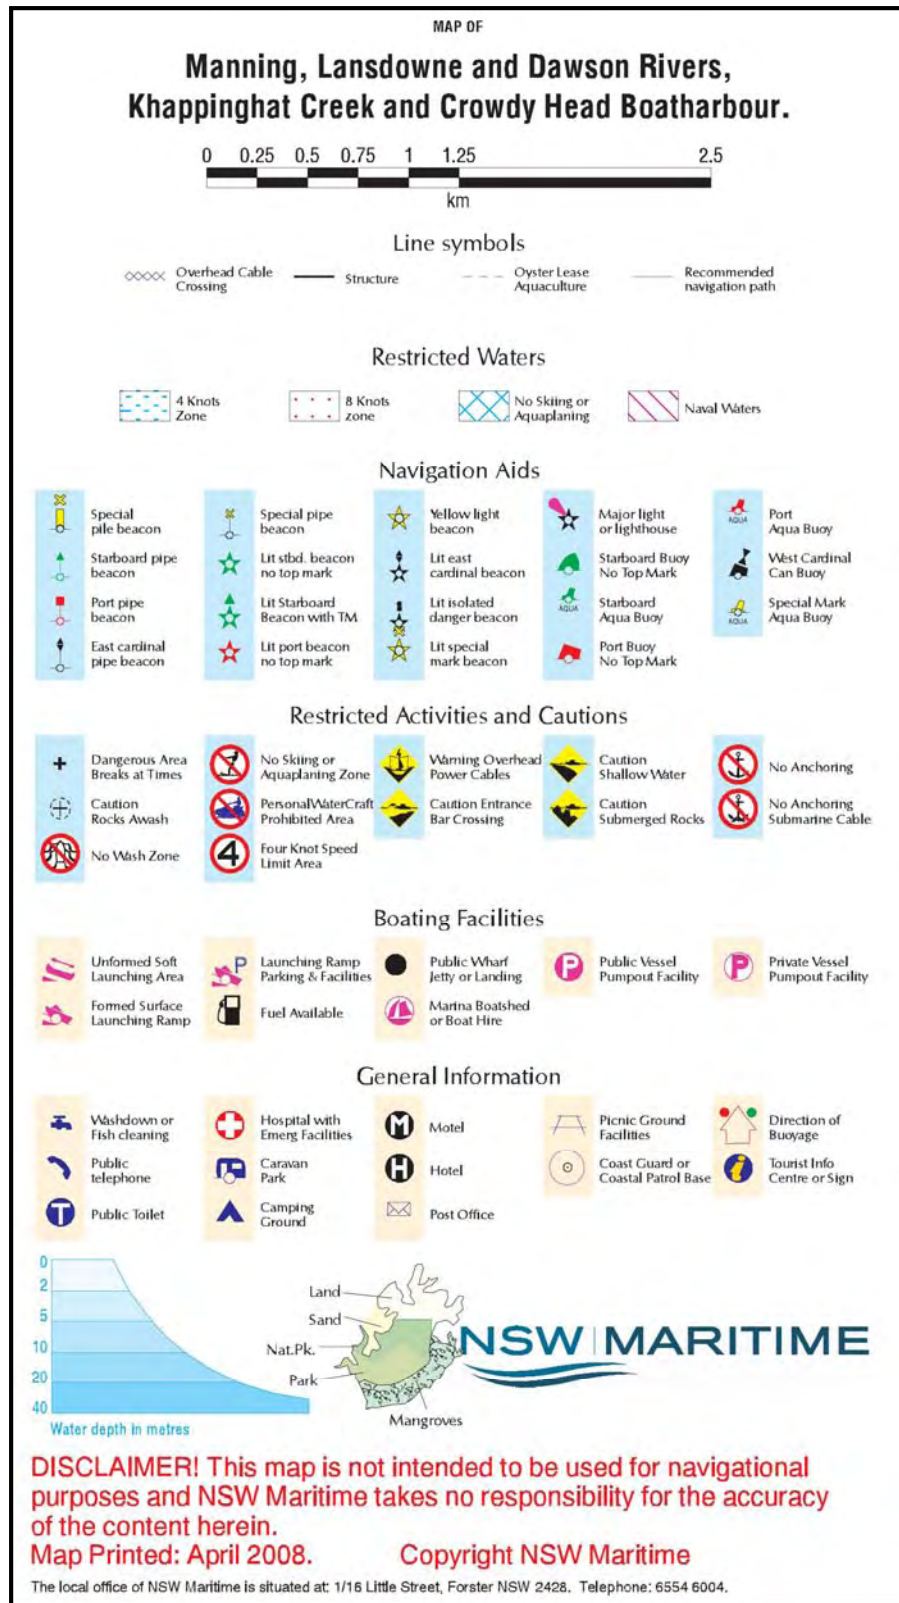 MAP OF
Manning, Lansdowne and Dawson Rivers,
Khappinghat Creek and Crowdy Head Boatharbour.
0 0.25 0.5 0.75 1 1.25 2.5
km
Line symbols
Overhead Cable
Crossing
Structure
Oyster Lease
Aquaculture
Recommended
navigation path
Restricted Waters
4 Knots
Zone
8 Knots
zone
No Skiing or
Aquaplaning
Naval Waters
Navigation Aids
Special
pile beacon
Special pipe
beacon
Yellow light
beacon
Major light
or lighthouse
AQUA
Port
Aqua Buoy
Starboard pipe
beacon
Lit stbd. beacon
no top mark
Lit east
cardinal beacon
Starboard Buoy
No Top Mark
West Cardinal
Can Buoy
Port pipe
beacon
Lit Starboard
Beacon with TM
Lit isolated
danger beacon
AQUA
Starboard
Aqua Buoy
AQUA
Special Mark
Aqua Buoy
East cardinal
pipe beacon
Lit port beacon
no top mark
Lit special
mark beacon
Port Buoy
No Top Mark
Restricted Activities and Cautions
Dangerous Area
Breaks at Times
No Skiing or
Aquaplaning Zone
Warning Overhead
Power Cables
Caution
Shallow Water
No Anchoring
Caution
Rocks Awash
PersonalWaterCraft
Prohibited Area
Caution Entrance
Bar Crossing
Caution
Submerged Rocks
No Anchoring
Submarine Cable
No Wash Zone
4
Four Knot Speed
Limit Area
Boating Facilities
Unformed Soft
Launching Area
P
Launching Ramp
Parking & Facilities
Public Wharf
Jetty or Landing
P
Public Vessel
Pumpout Facility
P
Private Vessel
Pumpout Facility
Formed Surface
Launching Ramp
Fuel Available
Marina Boatshed
or Boat Hire
General Information
Washdown or
Fish cleaning
Hospital with
Emerg Facilities
M
Motel
Picnic Ground
Facilities
Direction of
Buoyage
Public
telephone
Caravan
Park
H
Hotel
Coast Guard or
Coastal Patrol Base
i
Tourist Info
Centre or Sign
T
Public Toilet
Camping
Ground
Post Office
0
2
5
10
20
40
Water depth in metres
Land
Sand
Nat.Pk.
Park
Mangroves
NSW MARITIME
DISCLAIMER! This map is not intended to be used for navigational
purposes and NSW Maritime takes no responsibility for the accuracy
of the content herein.
Map Printed: April 2008. Copyright NSW Maritime
The local office of NSW Maritime is situated at: 1/16 Little Street, Forster NSW 2428. Telephone: 6554 6004.